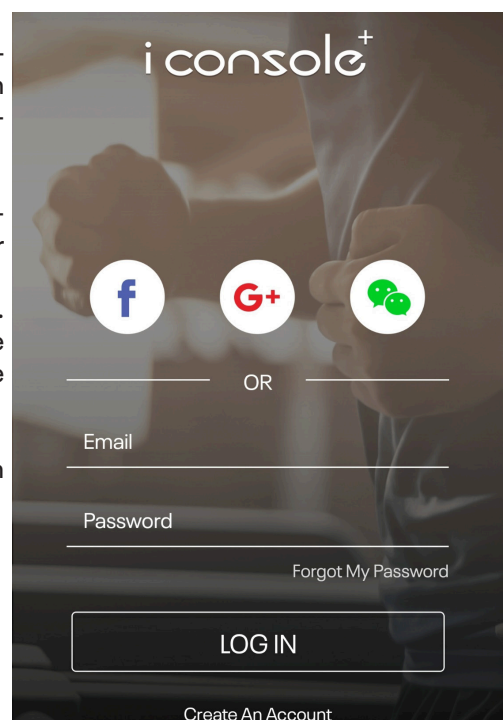 i console+
f
G+
OR
Email
Password
Forgot My Password
LOG IN
Create An Account